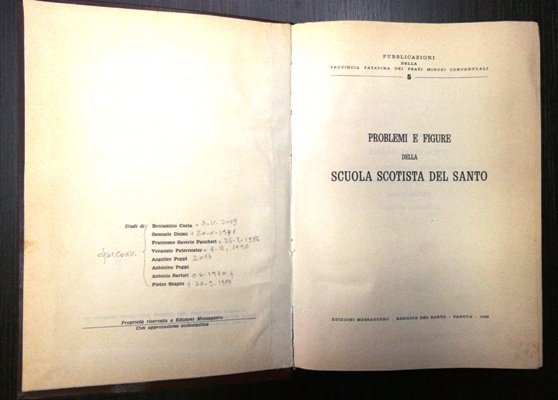 Studi di: Beniamino Costa
Samuele Doimi
Francesco Saverio Pancheri
Venanzio Paternoster
Angelico Poppi 2017
Antonino Poppi
Antonio Sartori
Pietro Scapin
Proprietà riservata a Edizioni Messaggero
Con approvazione ecclesiastica
PUBBLICAZIONI
DELLA
PROVINCIA PATAVINA DEI FRATI MINORI CONVENTUALI
5
PROBLEMI E FIGURE
DELLA
SCUOLA SCOTISTA DEL SANTO
EDIZIONI MESSAGGERO - BASILICA DEL SANTO - PADOVA - 1966